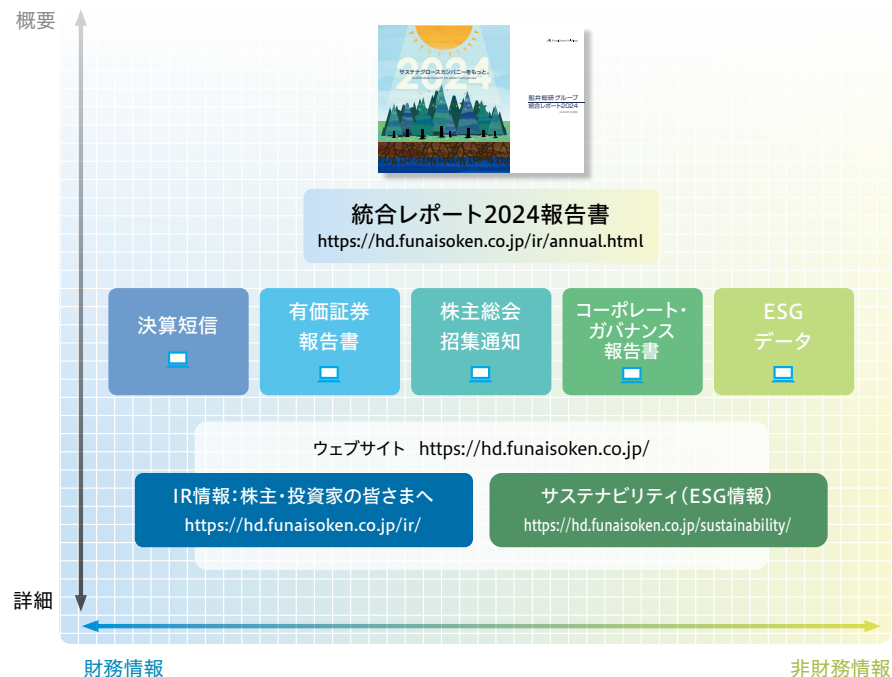 概要
サステナグロースカンパニーをもっと。
2024
船井総研グループ
統合レポート2024
統合レポート2024報告書
https://hd.funaisoken.co.jp/ir/annual.html
決算短信
有価証券
報告書
株主総会
招集通知
コーポレート・
ガバナンス
報告書
ESG
データ
ウェブサイト https://hd.funaisoken.co.jp/
IR情報：株主・投資家の皆さまへ
https://hd.funaisoken.co.jp/ir/
サステナビリティ（ESG情報）
https://hd.funaisoken.co.jp/sustainability/
詳細
財務情報
非財務情報